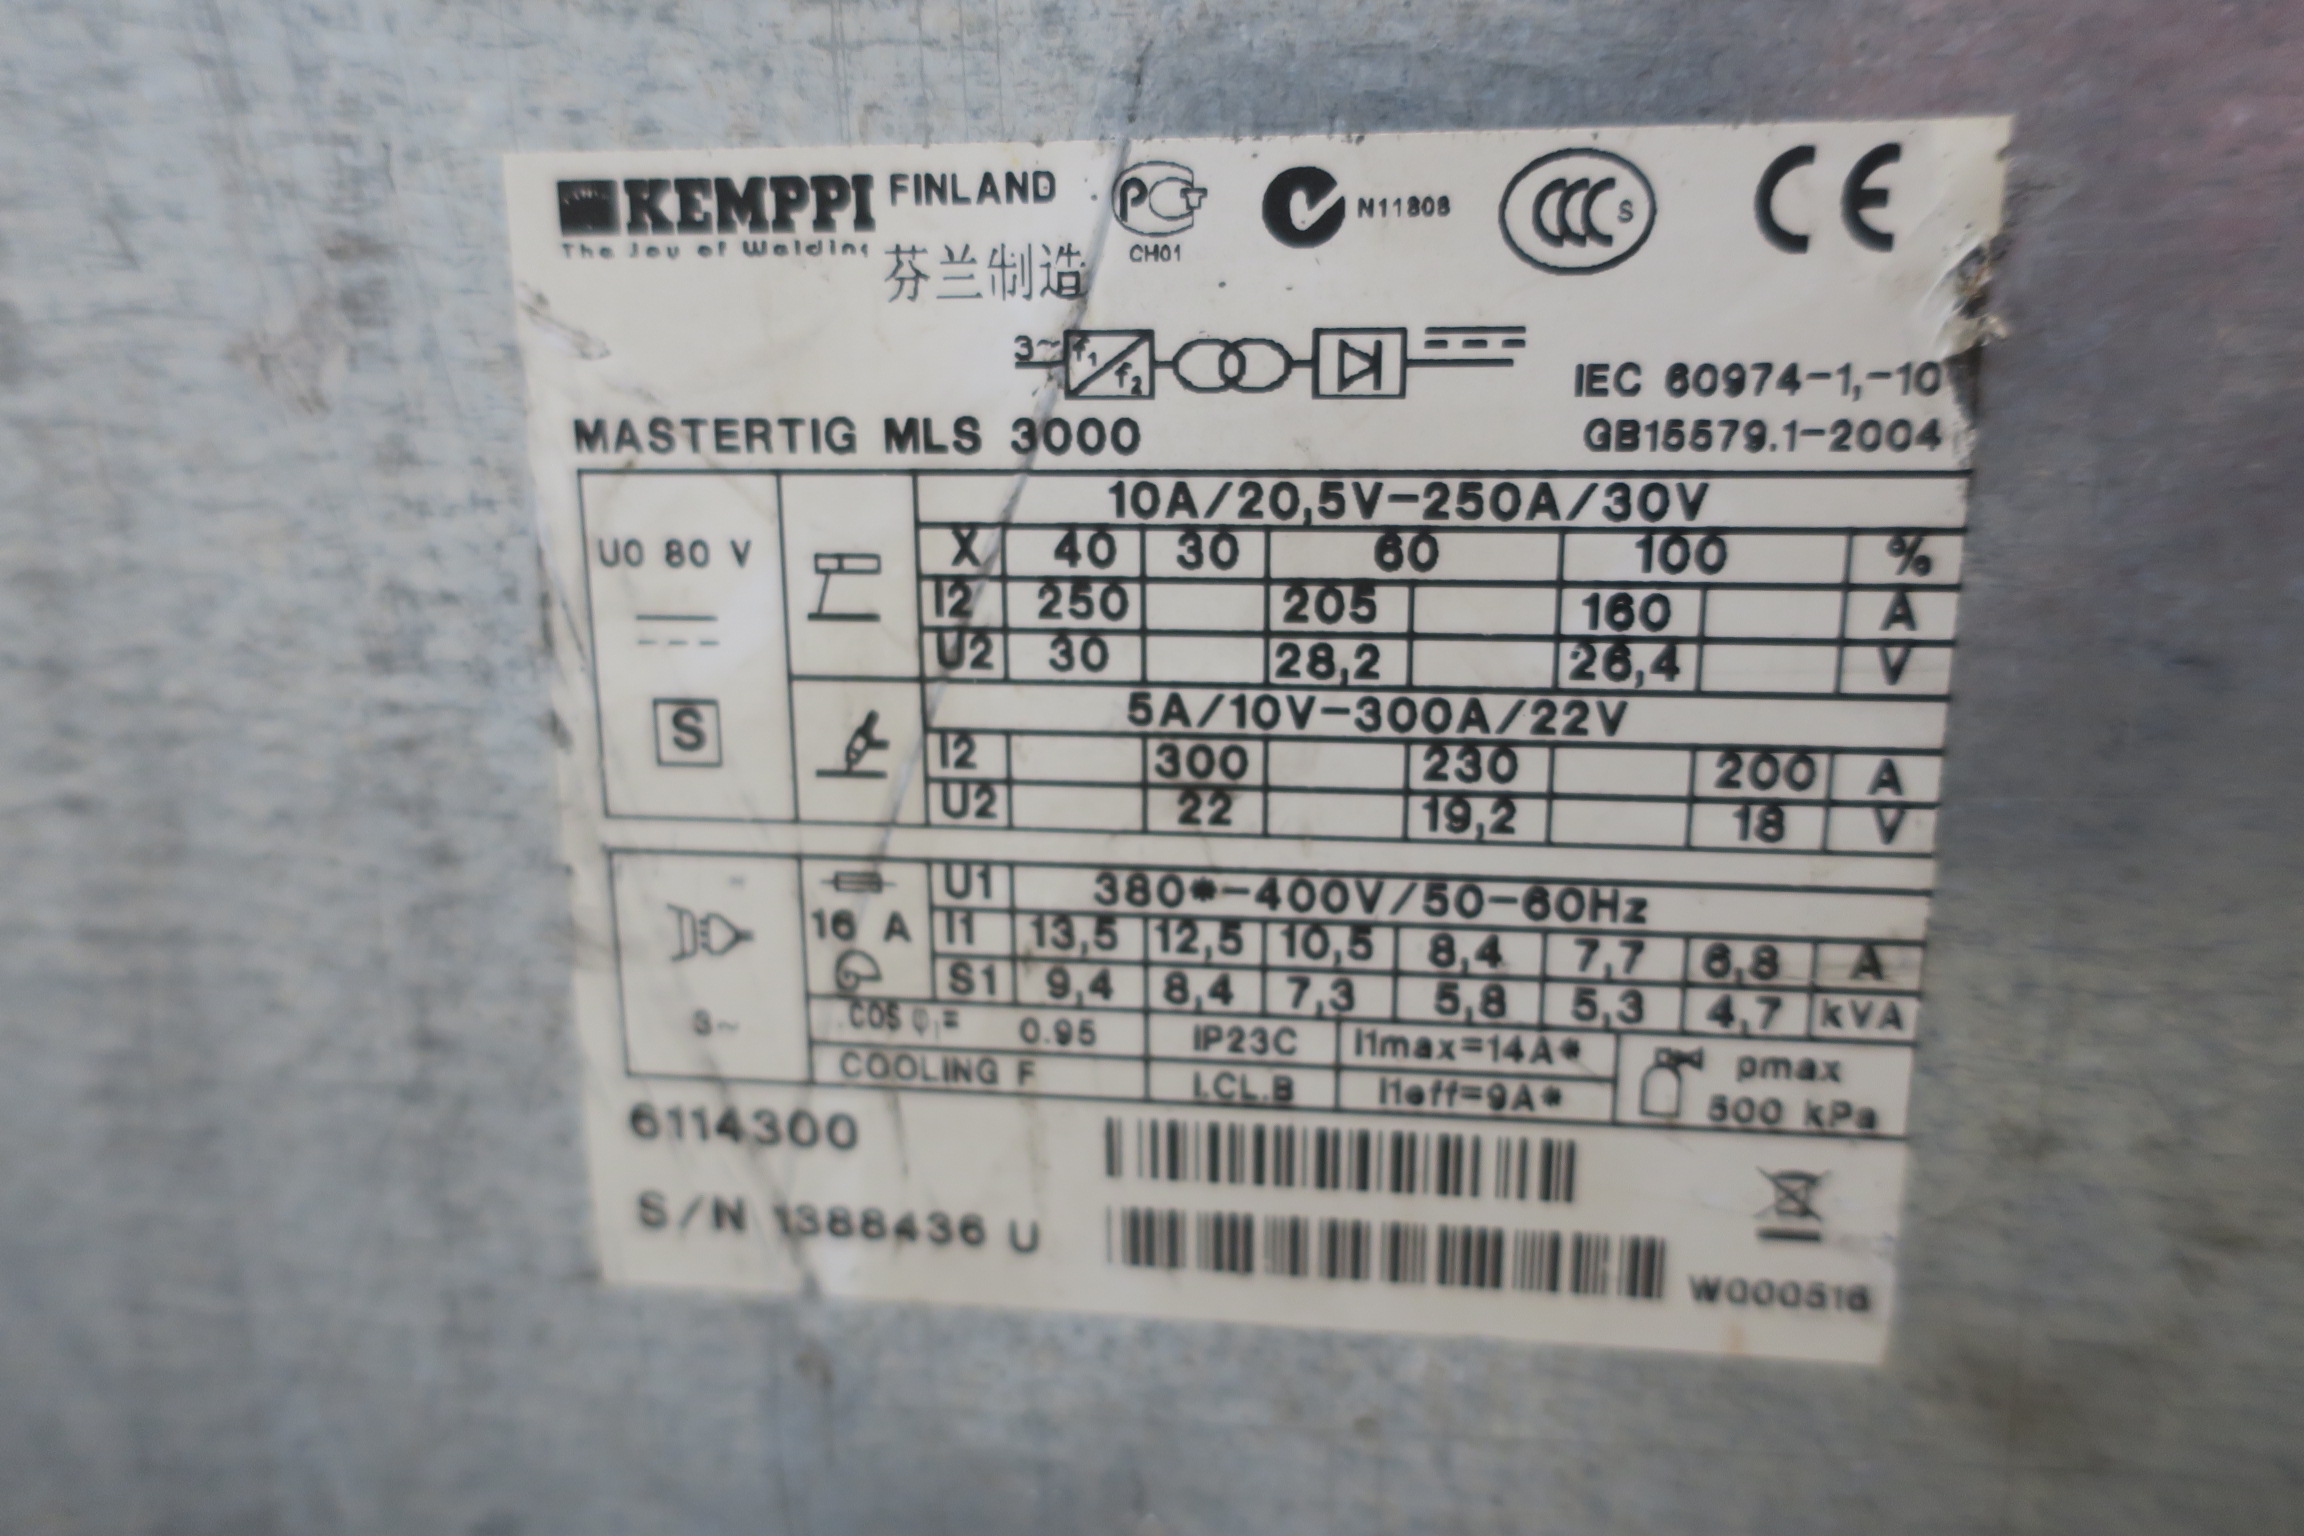 KEMPPI FINLAND
The Joy of Welding
芬兰制造
CH01
N11808
CCC S
CE
3~ f1 f2
IEC 60974-1,-10
MASTERTIG MLS 3000
GB15579.1-2004
10A/20,5V-250A/30V
U0 80 V
X 40 30 60 100 %
I2 250 205 160 A
U2 30 28,2 26,4 V
S
5A/10V-300A/22V
I2 300 230 200 A
U2 22 19,2 18 V
U1 380*-400V/50-60Hz
16 A
I1 13,5 12,5 10,5 8,4 7,7 6,8 A
S1 9,4 8,4 7,3 5,8 5,3 4,7 kVA
3~
COS φ1= 0.95 IP23C I1max=14A* pmax
COOLING F I.CL.B I1eff=9A* 500 kPa
6114300
S/N 1388436 U
W000516